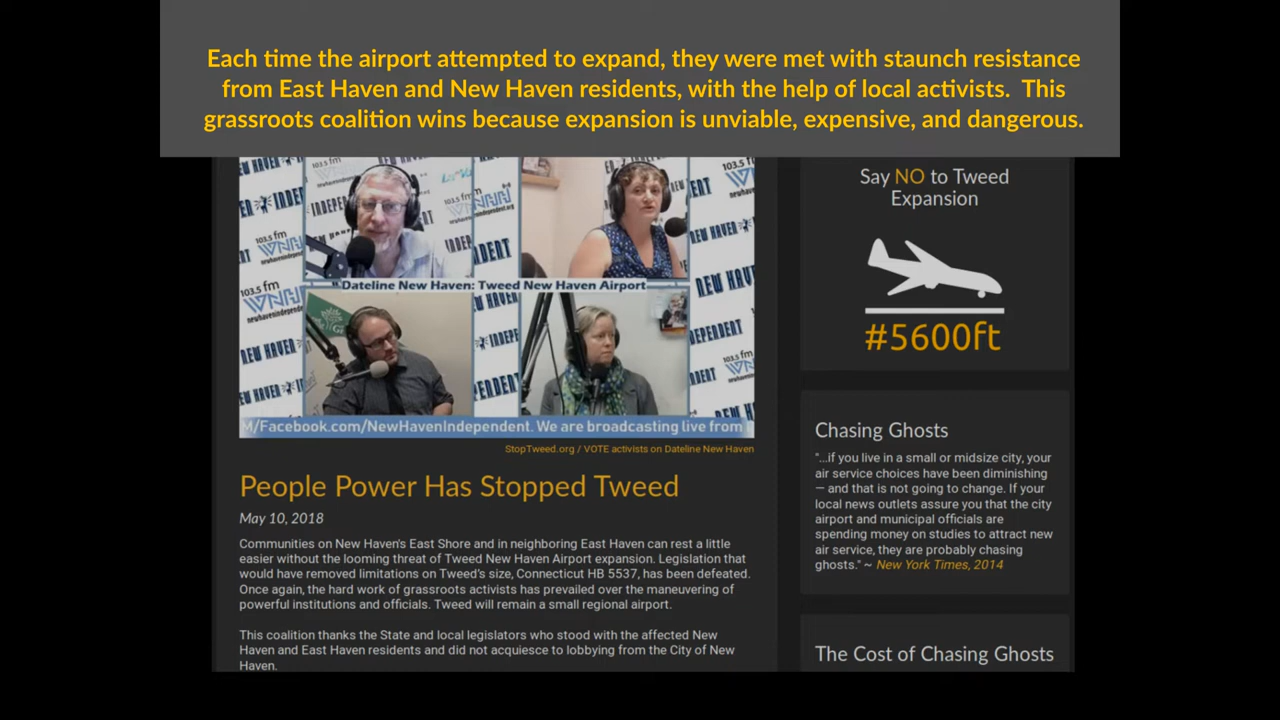 Each time the airport attempted to expand, they were met with staunch resistance
from East Haven and New Haven residents, with the help of local activists. This
grassroots coalition wins because expansion is unviable, expensive, and dangerous.
103.5 fm
WNHH
newhavenindependent.org
NEW HAVEN
INDEPENDENT
"Dateline New Haven: Tweed New Haven Airport
M/Facebook.com/NewHavenIndependent. We are broadcasting live from
StopTweed.org / VOTE activists on Dateline New Haven
People Power Has Stopped Tweed
May 10, 2018
Communities on New Haven's East Shore and in neighboring East Haven can rest a little
easier without the looming threat of Tweed New Haven Airport expansion. Legislation that
would have removed limitations on Tweed's size, Connecticut HB 5537, has been defeated.
Once again, the hard work of grassroots activists has prevailed over the maneuvering of
powerful institutions and officials. Tweed will remain a small regional airport.
This coalition thanks the State and local legislators who stood with the affected New
Haven and East Haven residents and did not acquiesce to lobbying from the City of New
Haven.
Say NO to Tweed
Expansion
#5600ft
Chasing Ghosts
"...if you live in a small or midsize city, your
air service choices have been diminishing
— and that is not going to change. If your
local news outlets assure you that the city
airport and municipal officials are
spending money on studies to attract new
air service, they are probably chasing
ghosts." ~ New York Times, 2014
The Cost of Chasing Ghosts